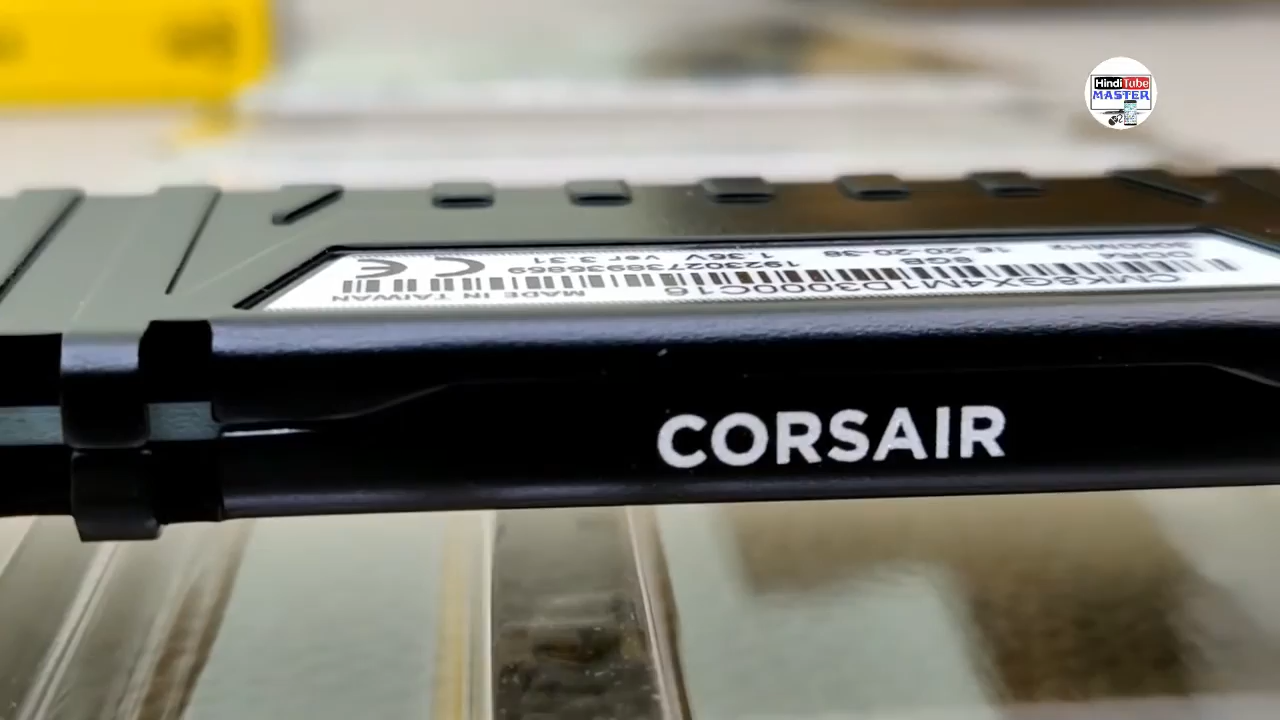 HindiTube
MASTER
CMK8GX4M1D3000C16 MADE IN TAIWAN
DDR4 8GB
3000MHz 16-20-20-38 1.35V ver 3.31
CE
CORSAIR